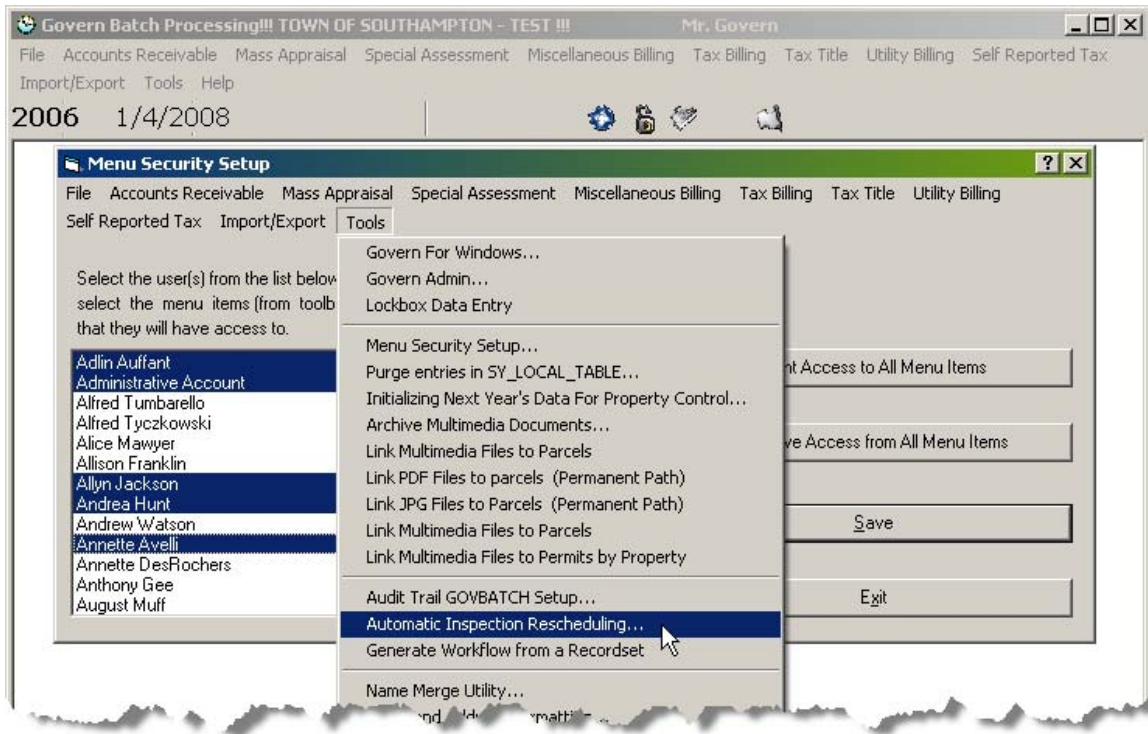 Govern Batch Processing!!! TOWN OF SOUTHAMPTON - TEST !!! Mr. Govern
File Accounts Receivable Mass Appraisal Special Assessment Miscellaneous Billing Tax Billing Tax Title Utility Billing Self Reported Tax
Import/Export Tools Help
2006 1/4/2008
Menu Security Setup
File Accounts Receivable Mass Appraisal Special Assessment Miscellaneous Billing Tax Billing Tax Title Utility Billing
Self Reported Tax Import/Export Tools
Select the user(s) from the list below
select the menu items (from toolb
that they will have access to.
Adlin Auffant
Administrative Account
Alfred Tumbarello
Alfred Tyczkowski
Alice Mawyer
Allison Franklin
Allyn Jackson
Andrea Hunt
Andrew Watson
Annette Avelli
Annette DesRochers
Anthony Gee
August Muff
Govern For Windows...
Govern Admin...
Lockbox Data Entry
Menu Security Setup...
Purge entries in SY_LOCAL_TABLE...
Initializing Next Year's Data For Property Control...
Archive Multimedia Documents...
Link Multimedia Files to Parcels
Link PDF Files to parcels (Permanent Path)
Link JPG Files to Parcels (Permanent Path)
Link Multimedia Files to Parcels
Link Multimedia Files to Permits by Property
Audit Trail GOVBATCH Setup...
Automatic Inspection Rescheduling...
Generate Workflow from a Recordset
Name Merge Utility...
nt Access to All Menu Items
ve Access from All Menu Items
Save
Exit